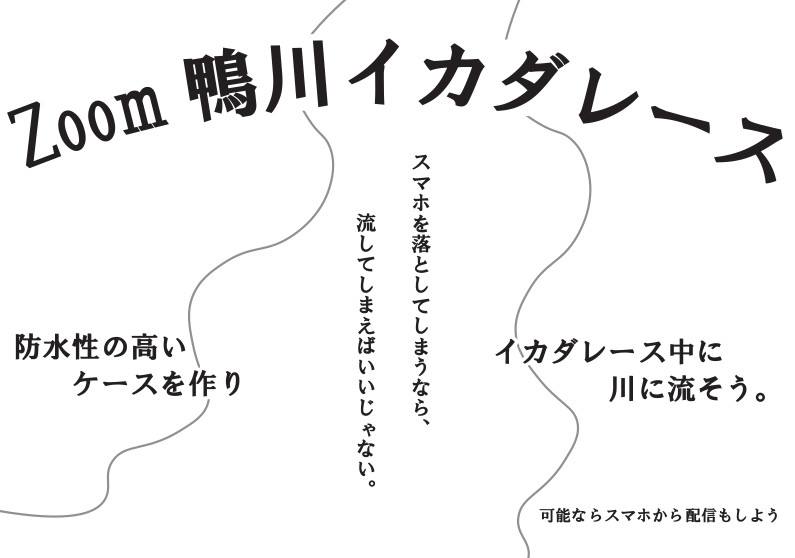 Zoom 鴨川イカダレース
スマホを落としてしまうなら、
流してしまえばいいじゃない。
防水性の高い
ケースを作り
イカダレース中に
川に流そう。
可能ならスマホから配信もしよう